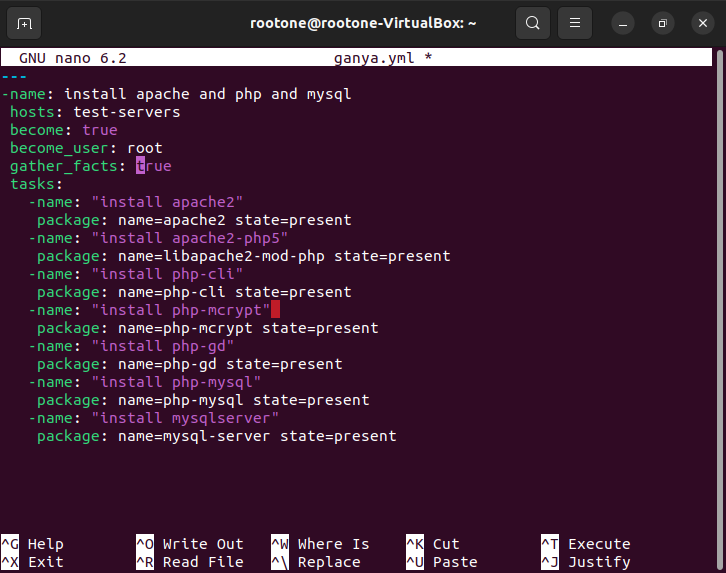 rootone@rootone-VirtualBox: ~
GNU nano 6.2 ganya.yml *
---
-name: install apache and php and mysql
 hosts: test-servers
 become: true
 become_user: root
 gather_facts: true
 tasks:
   -name: "install apache2"
    package: name=apache2 state=present
   -name: "install apache2-php5"
    package: name=libapache2-mod-php state=present
   -name: "install php-cli"
    package: name=php-cli state=present
   -name: "install php-mcrypt"
    package: name=php-mcrypt state=present
   -name: "install php-gd"
    package: name=php-gd state=present
   -name: "install php-mysql"
    package: name=php-mysql state=present
   -name: "install mysqlserver"
    package: name=mysql-server state=present
^G Help ^O Write Out ^W Where Is ^K Cut ^T Execute
^X Exit ^R Read File ^\ Replace ^U Paste ^J Justify